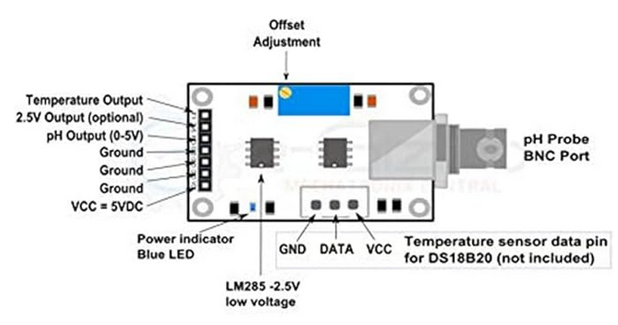 Offset
Adjustment
Temperature Output
2.5V Output (optional)
pH Output (0-5V)
Ground
Ground
Ground
VCC = 5VDC
pH Probe
BNC Port
Power indicator
Blue LED
GND DATA VCC
Temperature sensor data pin
for DS18B20 (not included)
LM285 -2.5V
low voltage